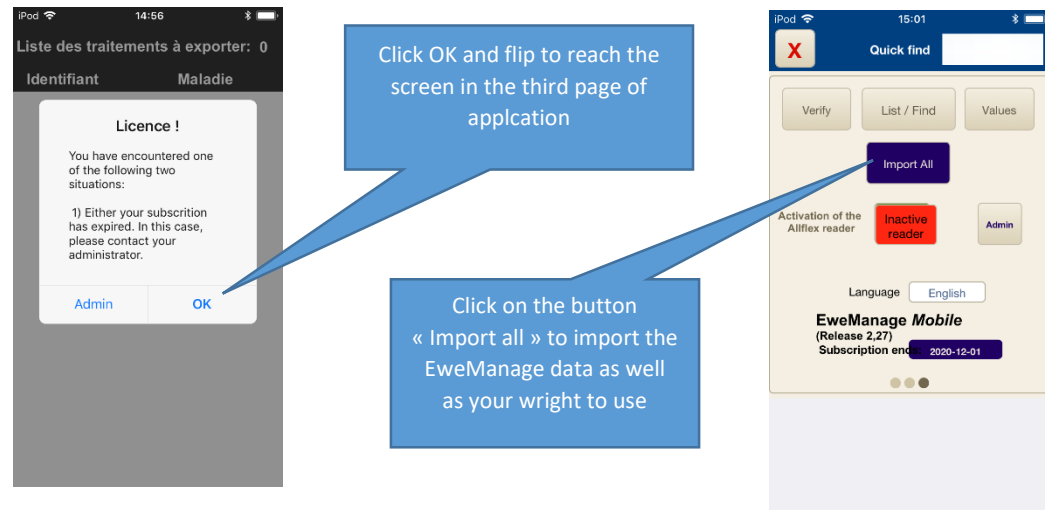 iPod 14:56
Liste des traitements à exporter: 0
Identifiant Maladie
Licence !
You have encountered one
of the following two
situations:
1) Either your subscrition
has expired. In this case,
please contact your
administrator.
Admin OK
Click OK and flip to reach the
screen in the third page of
applcation
Click on the button
« Import all » to import the
EweManage data as well
as your wright to use
iPod 15:01
X Quick find
Verify List / Find Values
Import All
Activation of the
Allflex reader
Inactive
reader
Admin
Language English
EweManage Mobile
(Release 2,27)
Subscription ends: 2020-12-01